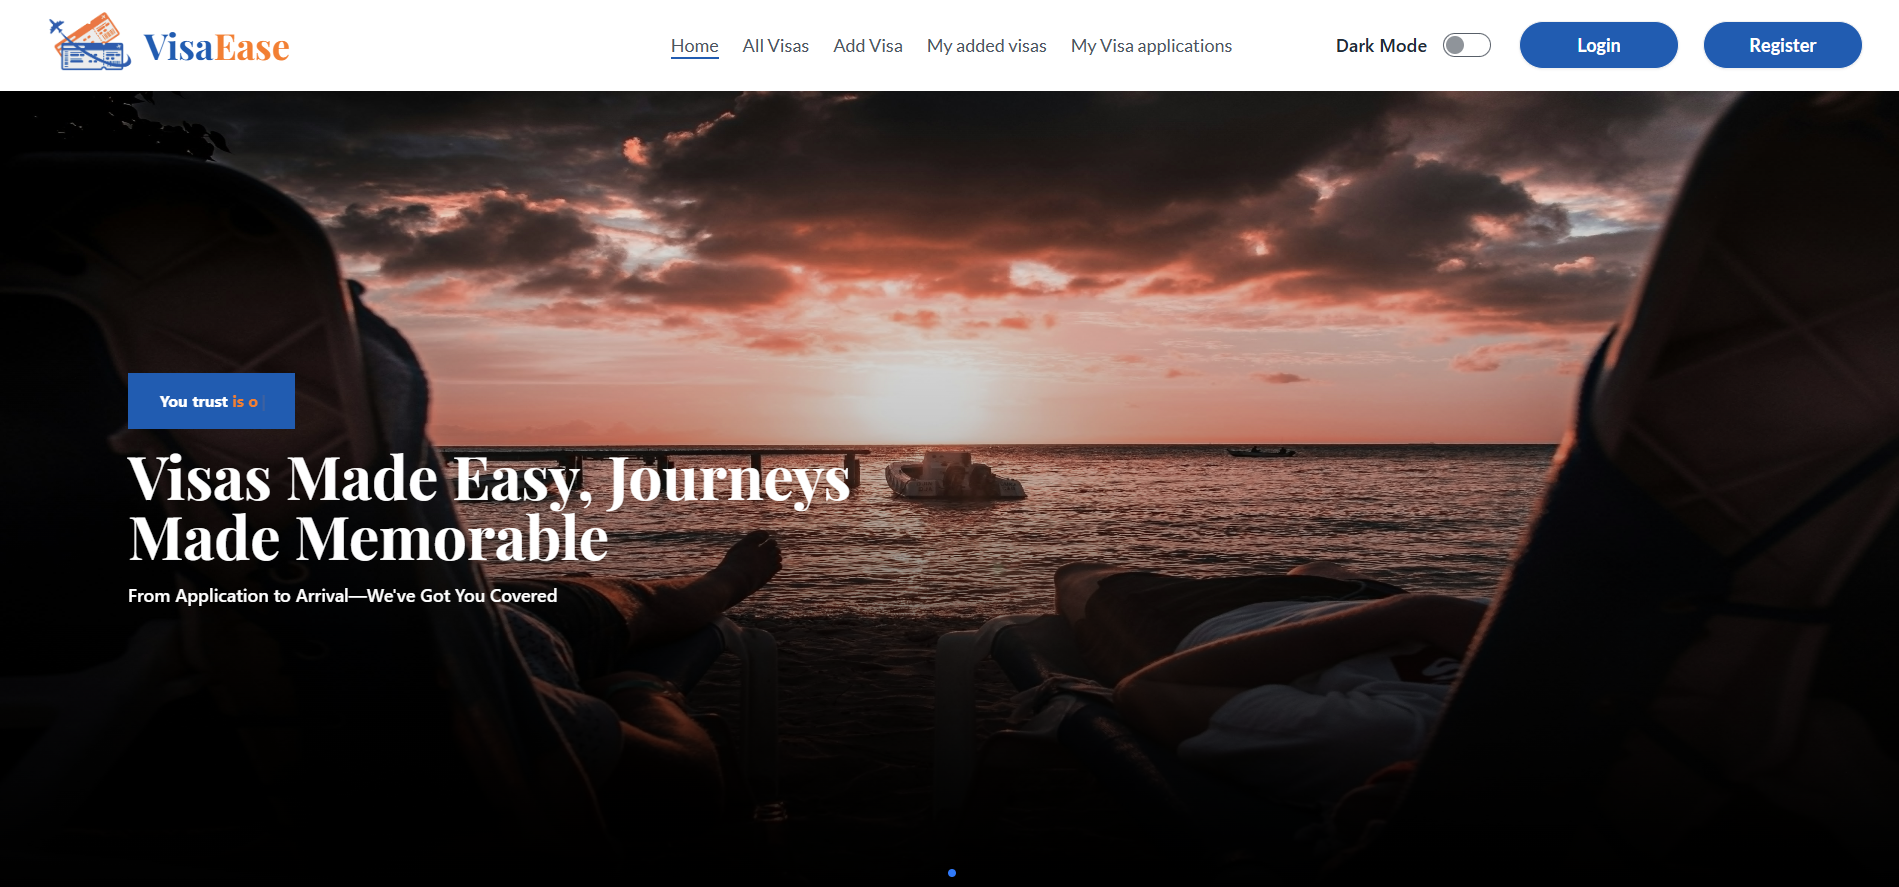 VisaEase
Home All Visas Add Visa My added visas My Visa applications
Dark Mode
Login
Register
You trust is o
Visas Made Easy, Journeys
Made Memorable
From Application to Arrival—We've Got You Covered